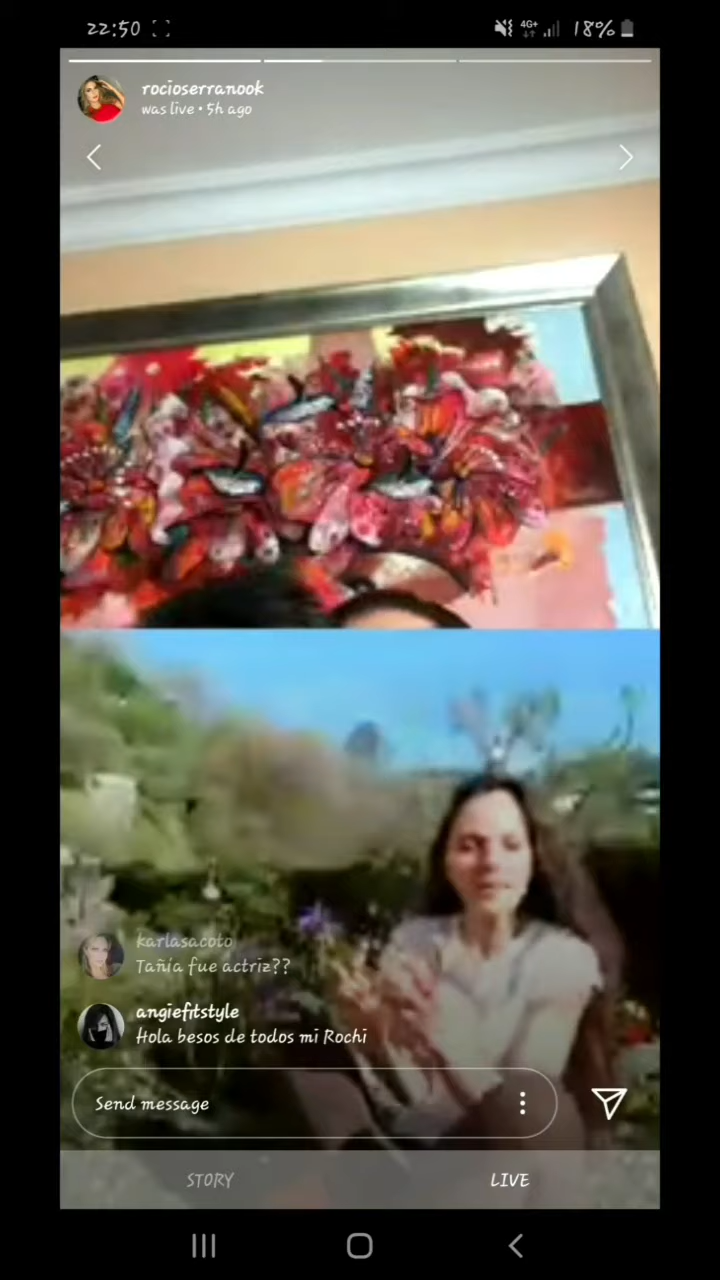 22:50
4G+
18%
rocioserranook
was live • 5h ago
karlasacoto
Tañía fue actriz??
angiefitstyle
Hola besos de todos mi Rochi
Send message
STORY
LIVE